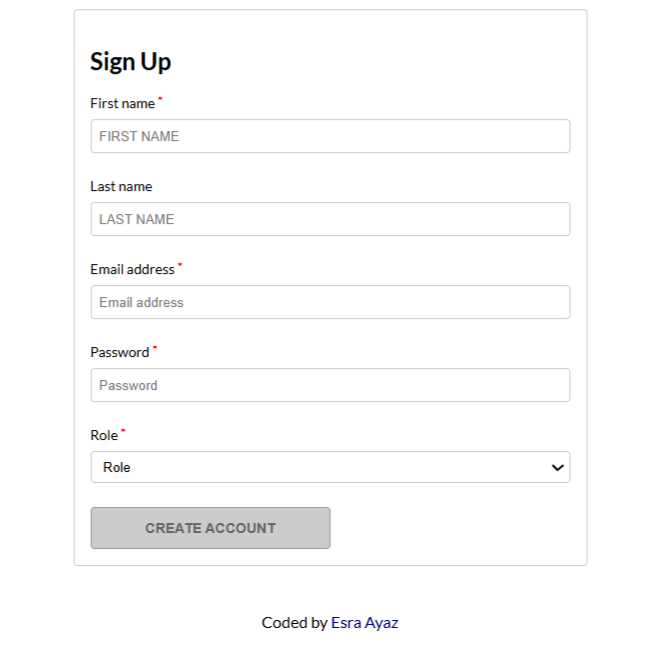 Sign Up
First name *
FIRST NAME
Last name
LAST NAME
Email address *
Email address
Password *
Password
Role *
Role
CREATE ACCOUNT
Coded by Esra Ayaz